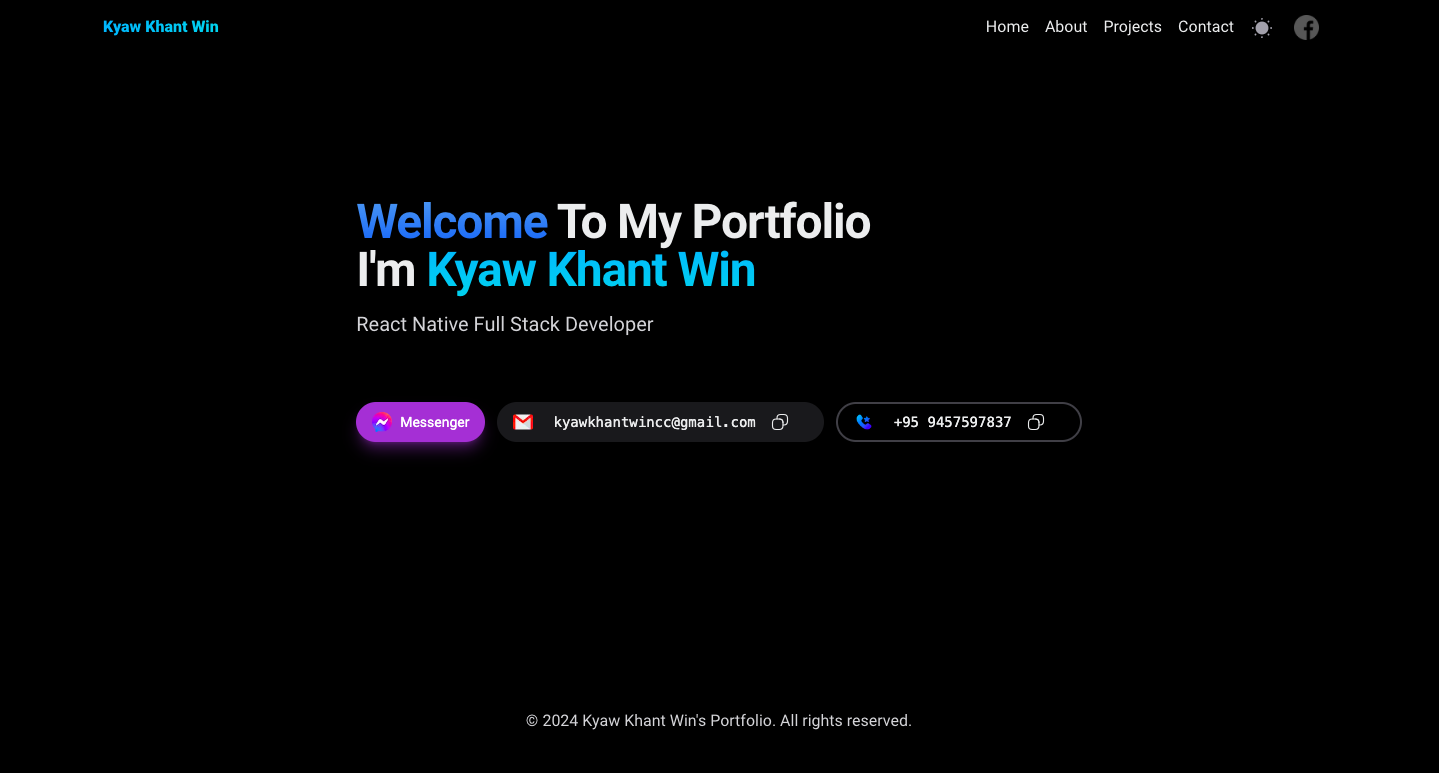 Kyaw Khant Win
Home About Projects Contact
Welcome To My Portfolio
I'm Kyaw Khant Win
React Native Full Stack Developer
Messenger kyawkhantwincc@gmail.com +95 9457597837
© 2024 Kyaw Khant Win's Portfolio. All rights reserved.